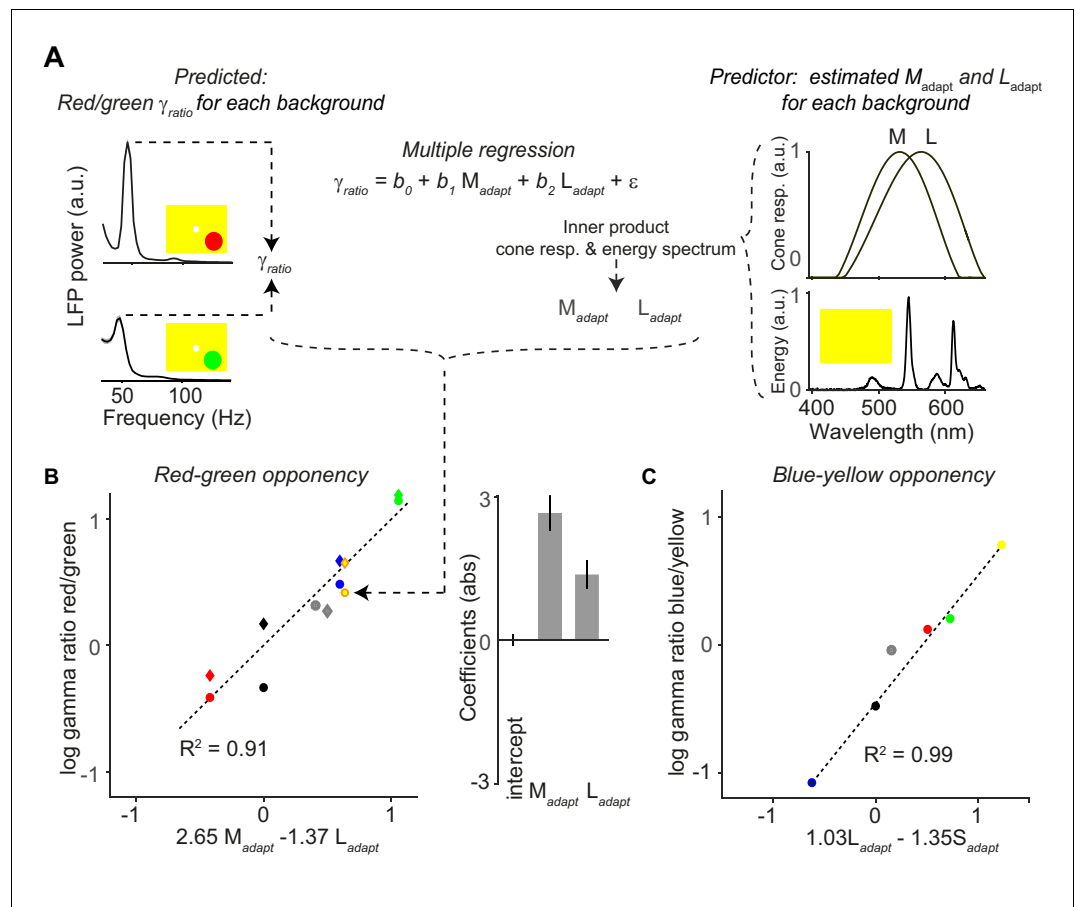 A
Predicted:
Red/green γratio for each background
Predictor: estimated Madapt and Ladapt
for each background
Multiple regression
γratio = b0 + b1 Madapt + b2 Ladapt + ε
Inner product
cone resp. & energy spectrum
Madapt Ladapt
LFP power (a.u.)
γratio
50 100
Frequency (Hz)
M L
Cone resp. (a.u.)
1
0
Energy (a.u.)
1
0
400 500 600
Wavelength (nm)
B
Red-green opponency
log gamma ratio red/green
1
0
-1
R2 = 0.91
-1 0 1
2.65 Madapt -1.37 Ladapt
Coefficients (abs)
3
0
-3
intercept
Madapt Ladapt
C
Blue-yellow opponency
log gamma ratio blue/yellow
1
0
-1
R2 = 0.99
-1 0 1
1.03Ladapt - 1.35Sadapt